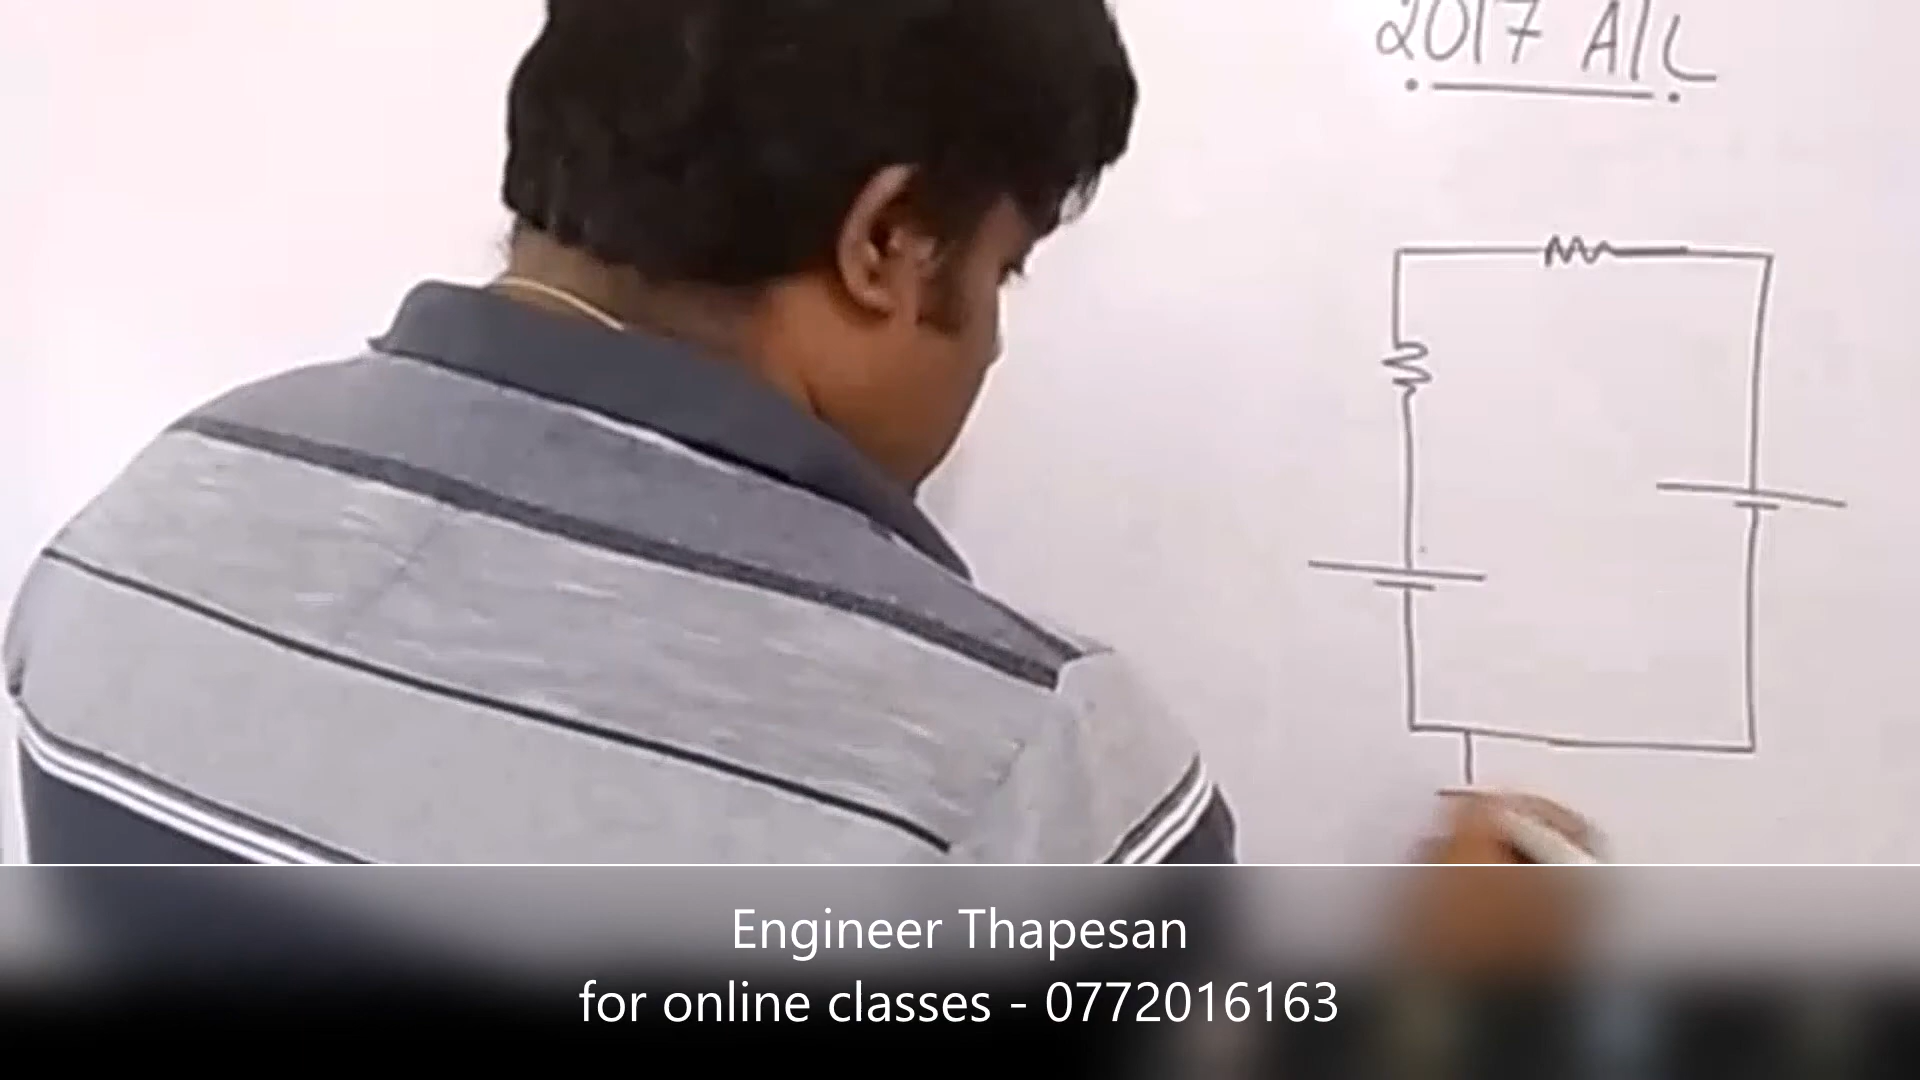 2017 A/L
Engineer Thapesan
for online classes - 0772016163